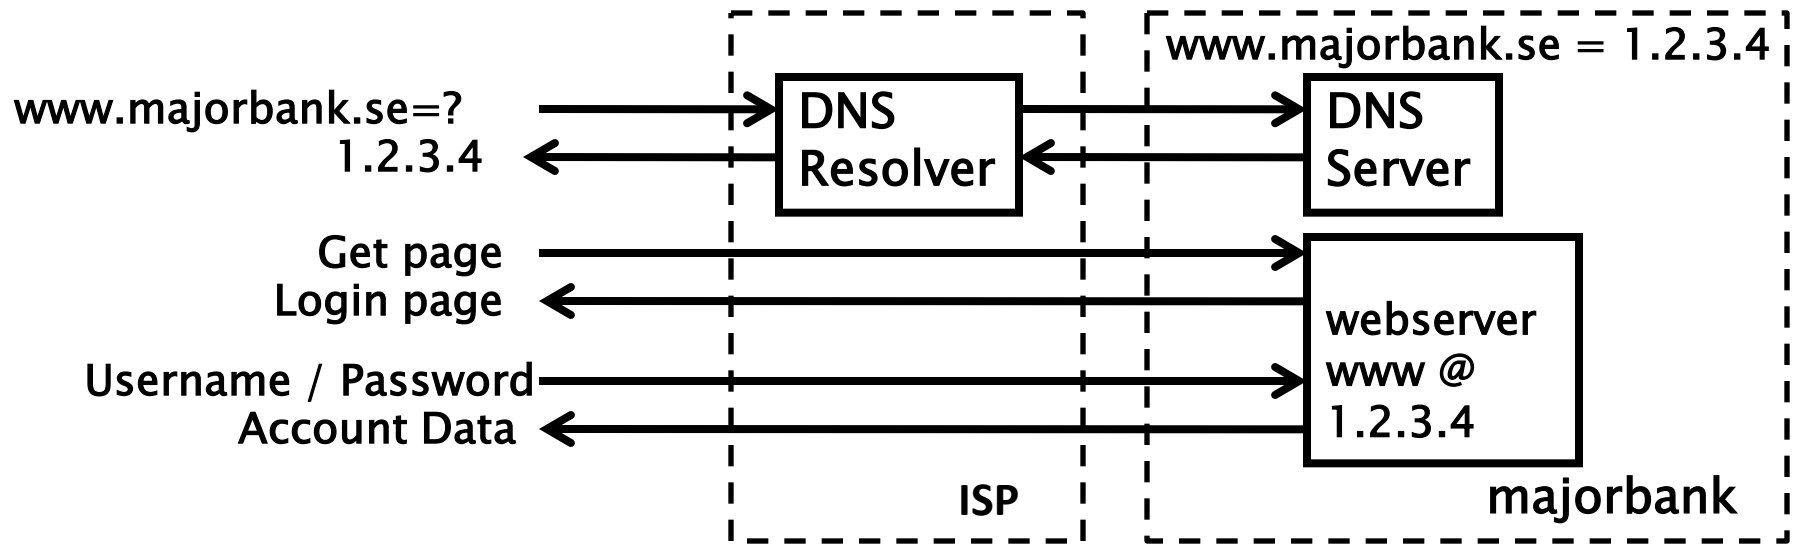 www.majorbank.se = 1.2.3.4
www.majorbank.se=?
1.2.3.4
DNS
Resolver
DNS
Server
Get page
Login page
Username / Password
Account Data
webserver
www @
1.2.3.4
ISP
majorbank